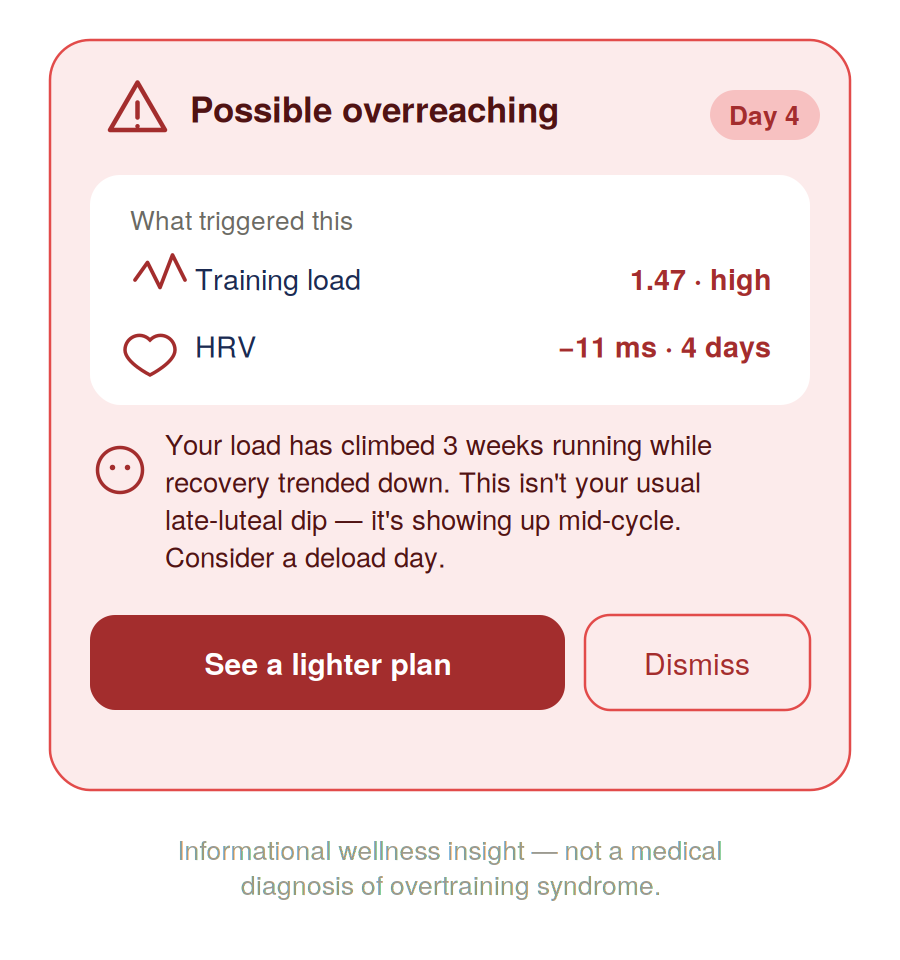 Possible overreaching
Day 4
What triggered this
Training load
1.47 · high
HRV
−11 ms · 4 days
Your load has climbed 3 weeks running while
recovery trended down. This isn't your usual
late-luteal dip — it's showing up mid-cycle.
Consider a deload day.
See a lighter plan
Dismiss
Informational wellness insight — not a medical
diagnosis of overtraining syndrome.